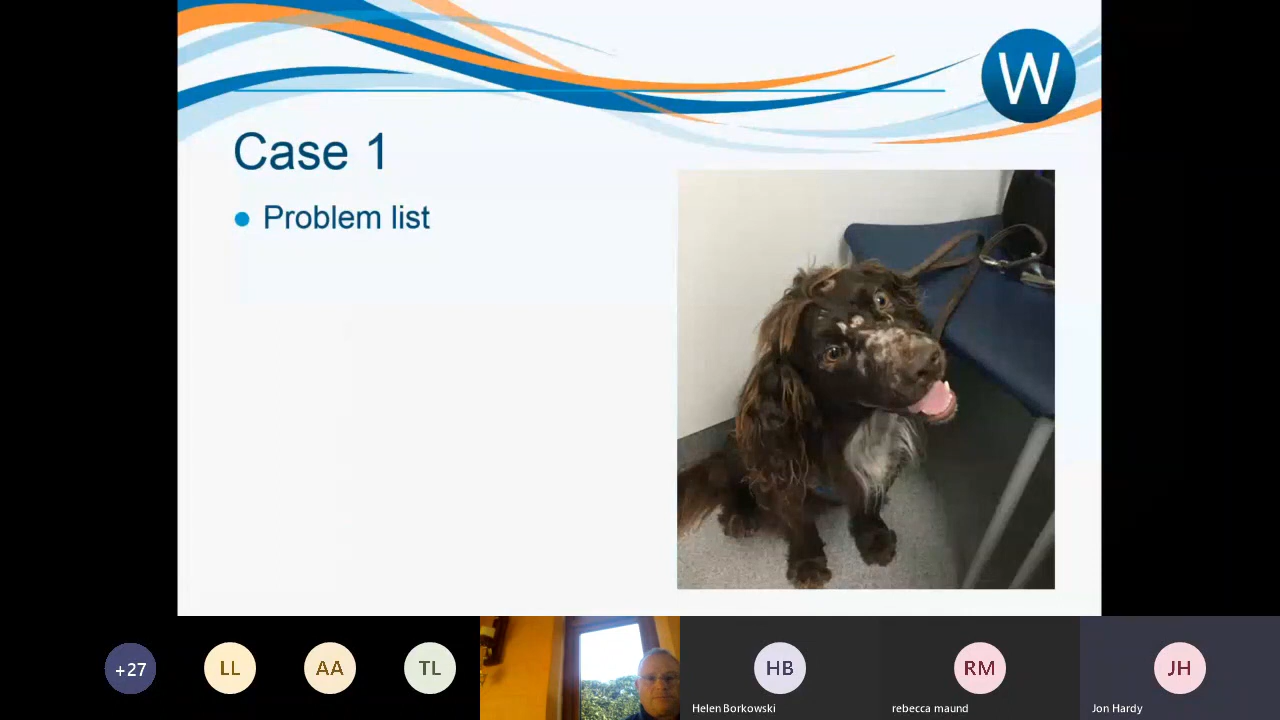 W
Case 1
Problem list
+27
LL
AA
TL
HB
RM
JH
Helen Borkowski
rebecca maund
Jon Hardy